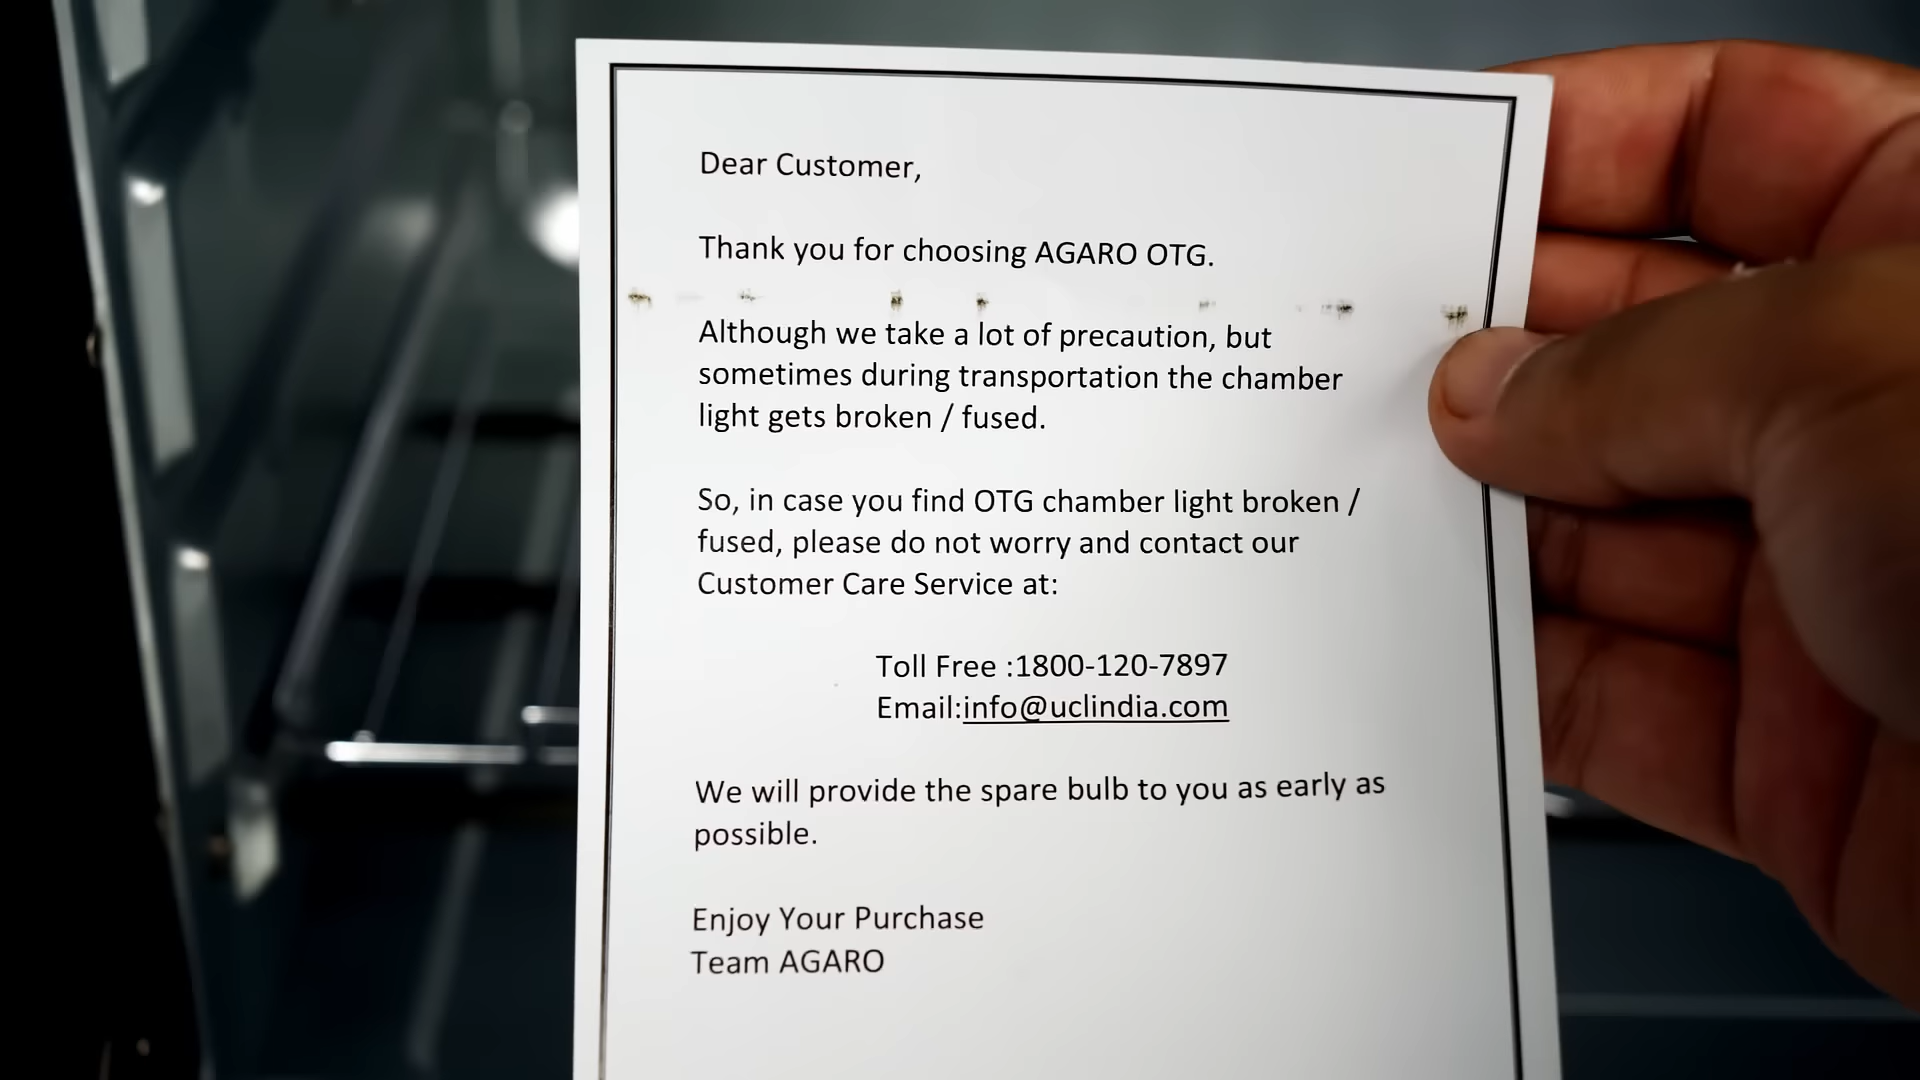 Dear Customer,
Thank you for choosing AGARO OTG.
Although we take a lot of precaution, but
sometimes during transportation the chamber
light gets broken / fused.
So, in case you find OTG chamber light broken /
fused, please do not worry and contact our
Customer Care Service at:
Toll Free :1800-120-7897
Email:info@uclindia.com
We will provide the spare bulb to you as early as
possible.
Enjoy Your Purchase
Team AGARO